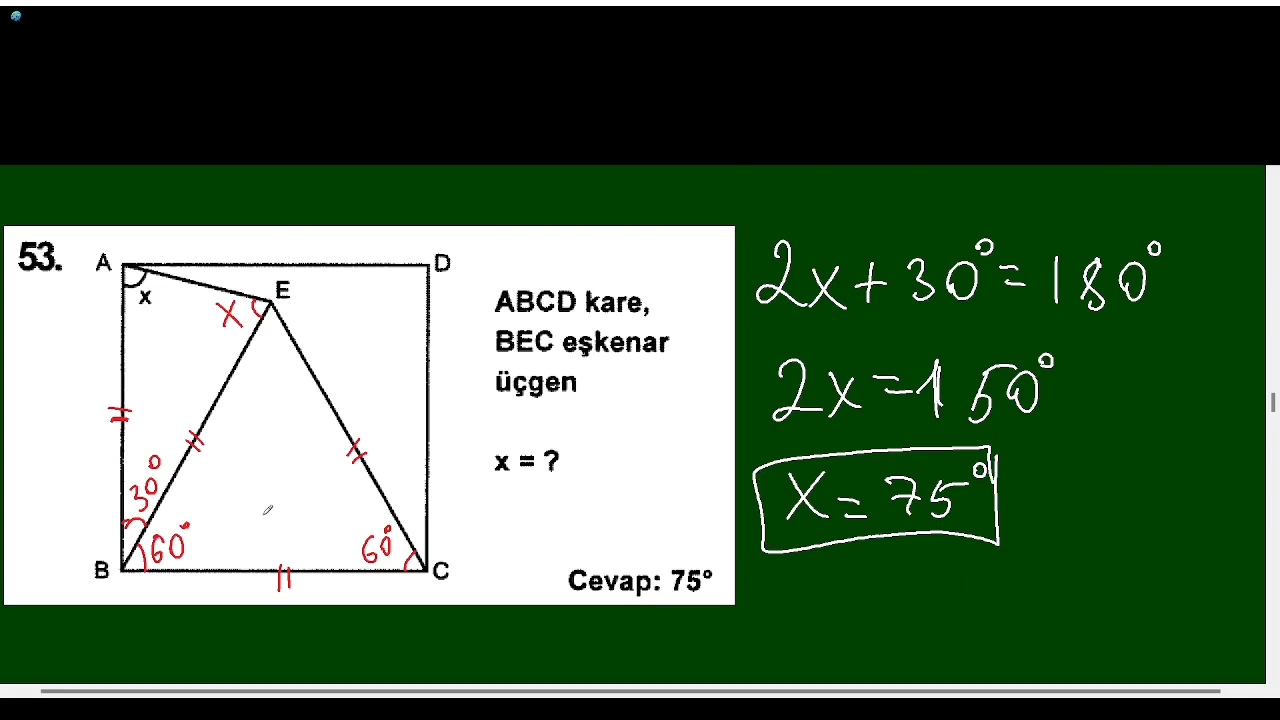 53.
A
D
x
E
X
ABCD kare,
BEC eşkenar
üçgen
x = ?
30°
60°
60°
B
C
Cevap: 75°
2x + 30° = 180°
2x = 150°
x = 75°